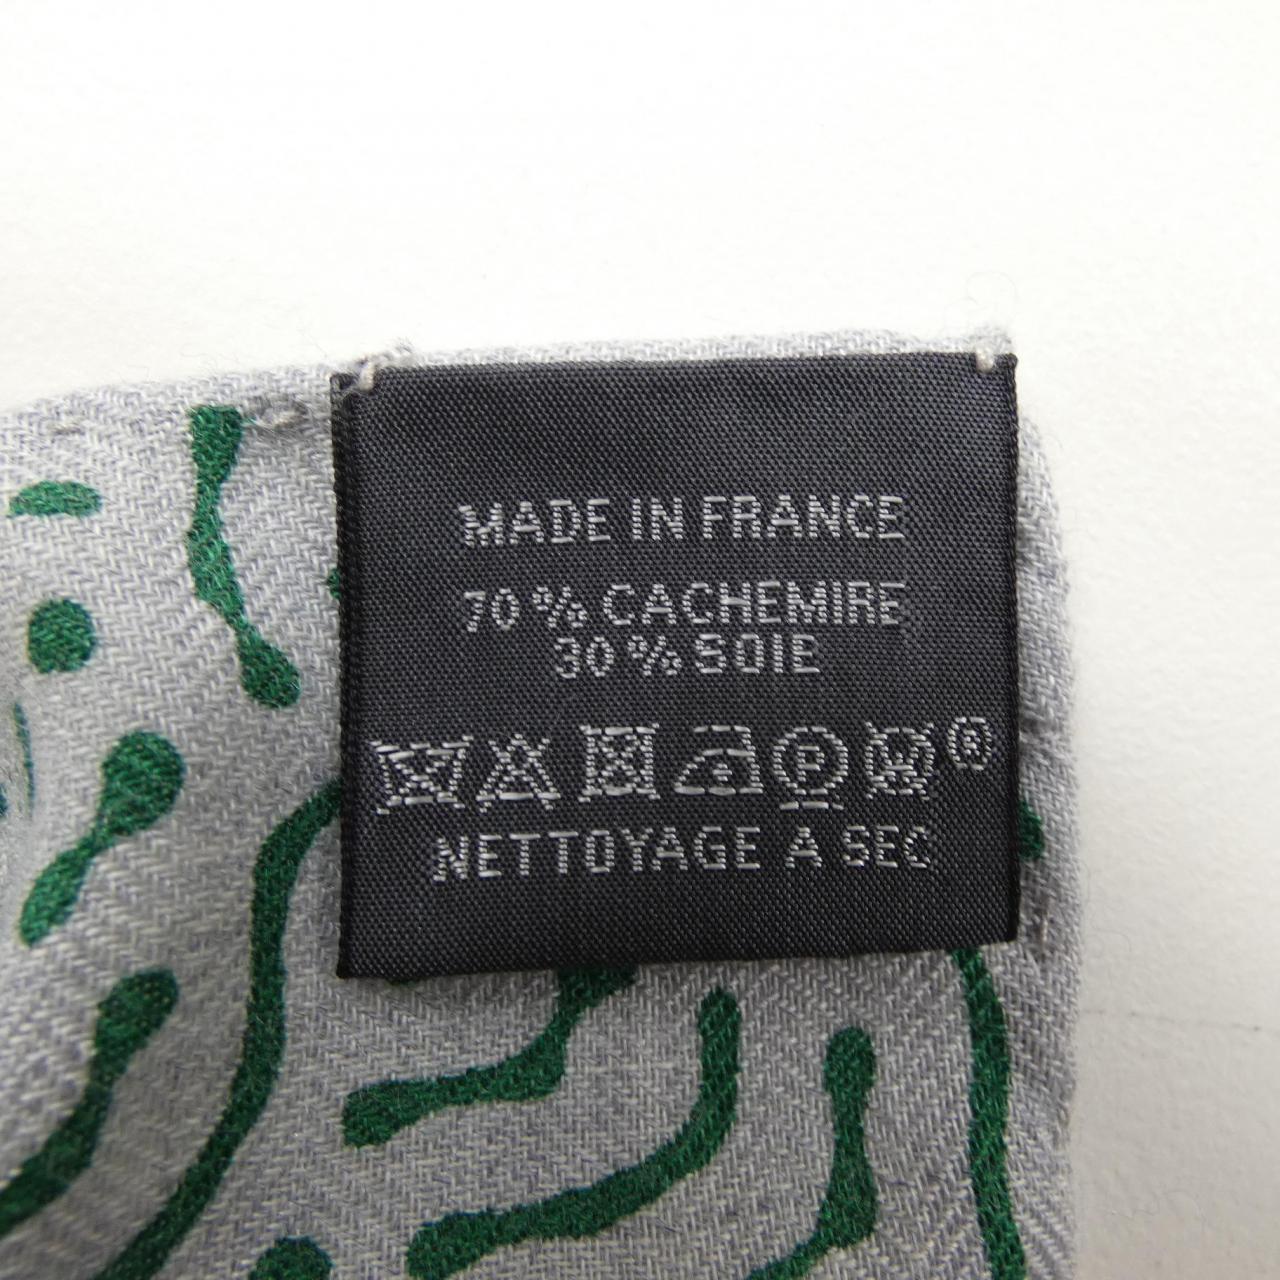 MADE IN FRANCE
70 % CACHEMIRE
30 % SOIE
P ®
NETTOYAGE A SEC